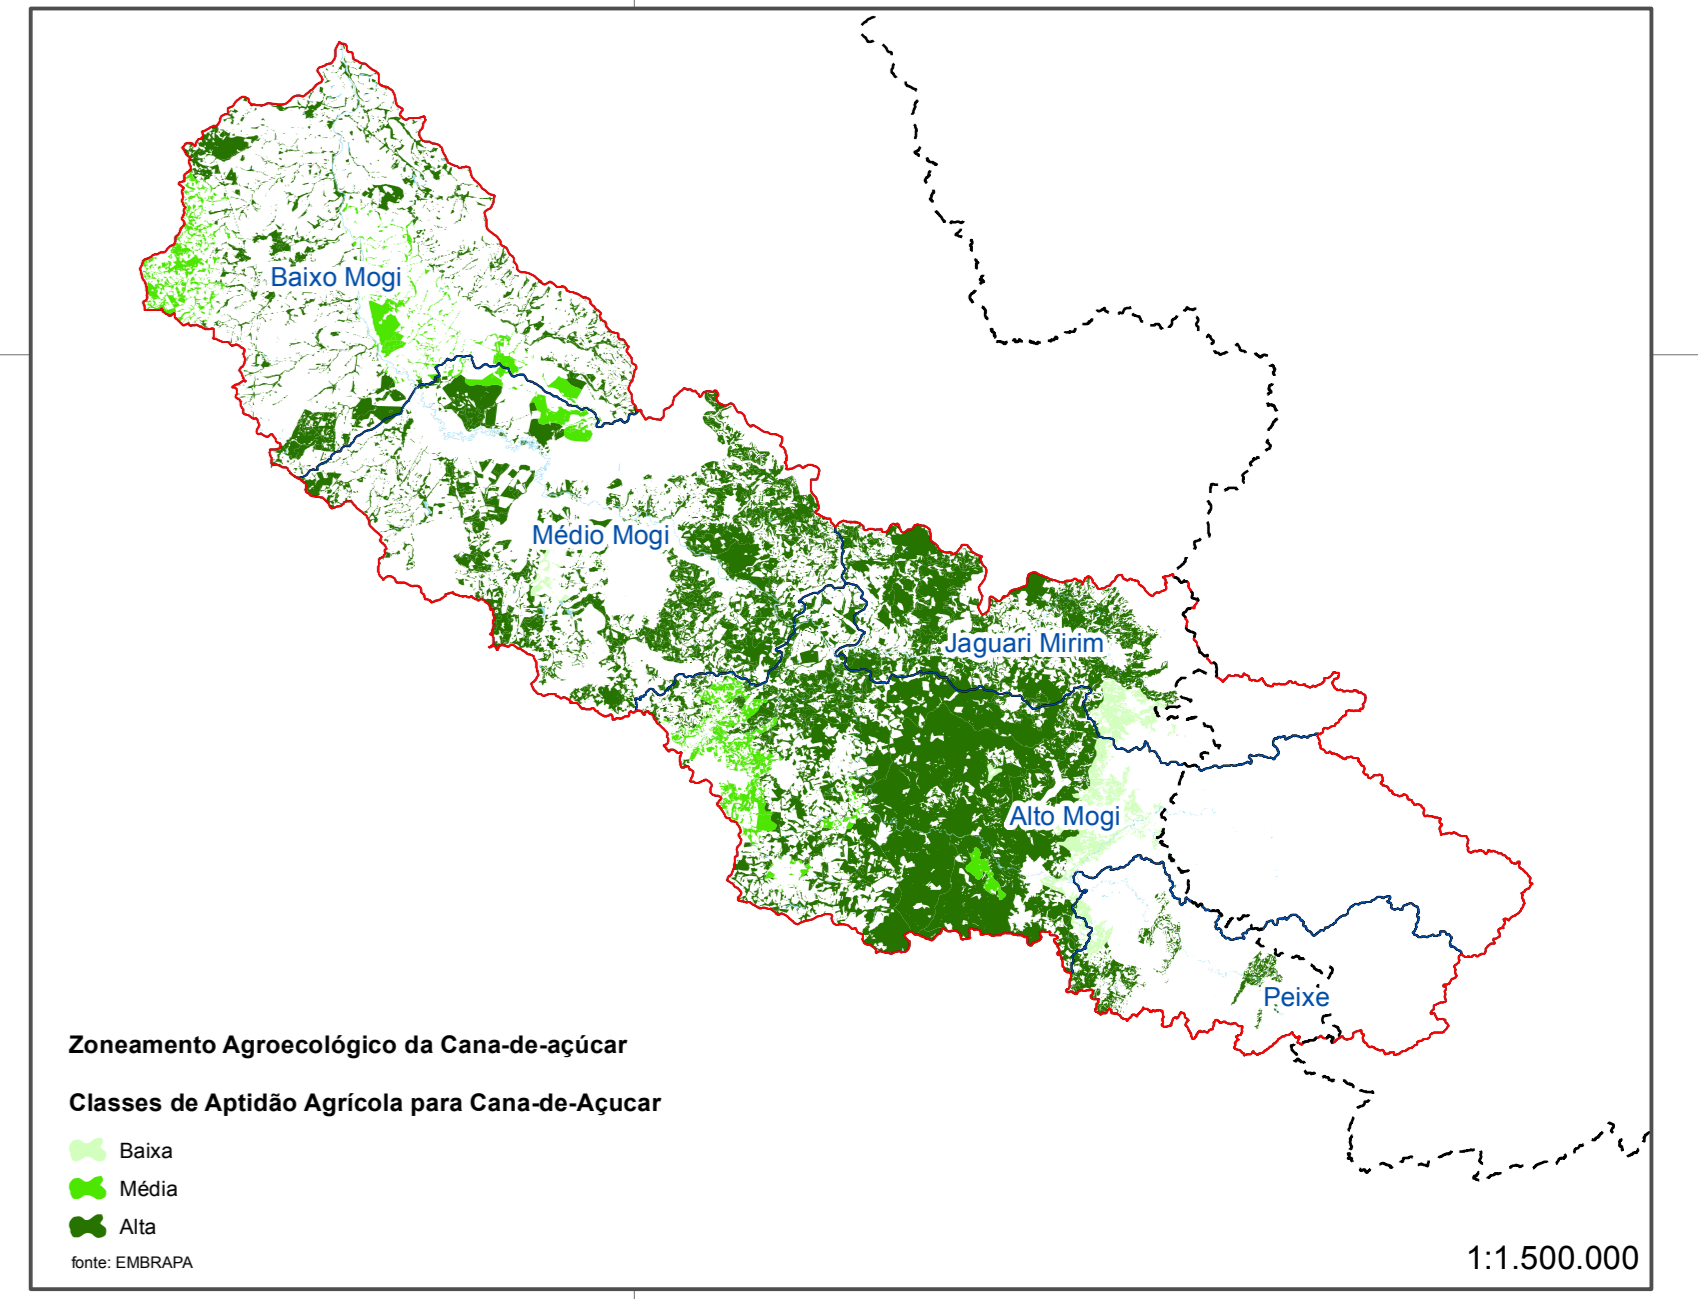 Baixo Mogi
Médio Mogi
Jaguari Mirim
Alto Mogi
Peixe
Zoneamento Agroecológico da Cana-de-açúcar
Classes de Aptidão Agrícola para Cana-de-Açucar
Baixa
Média
Alta
fonte: EMBRAPA
1:1.500.000